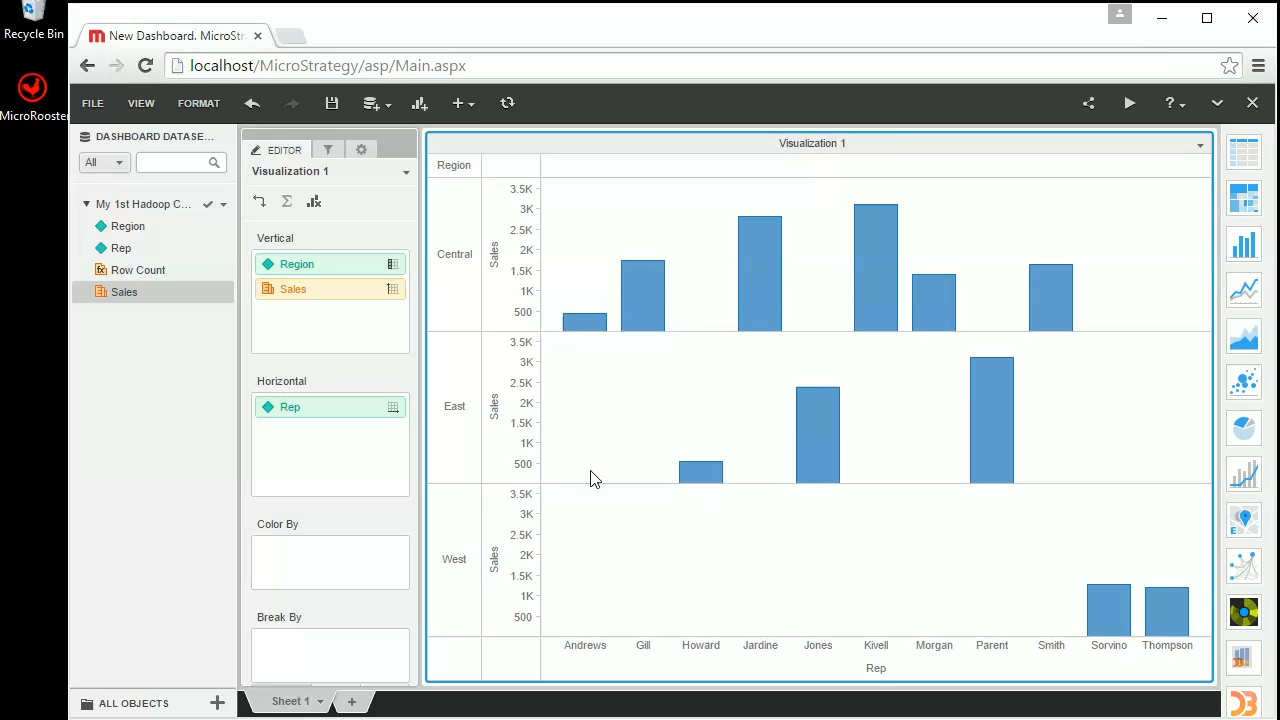 Recycle Bin
MicroRooster
New Dashboard. MicroStr
localhost/MicroStrategy/asp/Main.aspx
FILE VIEW FORMAT
?
DASHBOARD DATASE...
All
My 1st Hadoop C...
Region
Rep
Row Count
Sales
ALL OBJECTS
EDITOR
Visualization 1
Vertical
Region
Sales
Horizontal
Rep
Color By
Break By
Visualization 1
Region
Central
Sales
3.5K
3K
2.5K
2K
1.5K
1K
500
East
Sales
3.5K
3K
2.5K
2K
1.5K
1K
500
West
Sales
3.5K
3K
2.5K
2K
1.5K
1K
500
Andrews Gill Howard Jardine Jones Kivell Morgan Parent Smith Sorvino Thompson
Rep
Sheet 1